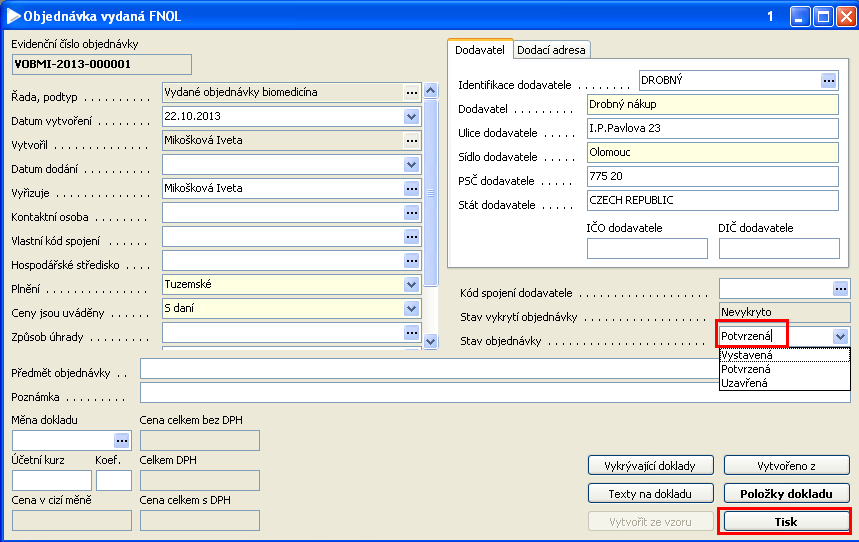 Objednávka vydaná FNOL 1
Evidenční číslo objednávky
VOBMI-2013-000001
Řada, podtyp . . . . . . . . . . Vydané objednávky biomedicína ...
Datum vytvoření . . . . . . . . 22.10.2013
Vytvořil . . . . . . . . . . . . . . Mikošková Iveta ...
Datum dodání . . . . . . . . . .
Vyřizuje . . . . . . . . . . . . . . Mikošková Iveta ...
Kontaktní osoba . . . . . . . . ...
Vlastní kód spojení . . . . . . ...
Hospodářské středisko . . . . ...
Plnění . . . . . . . . . . . . . . . Tuzemské
Ceny jsou uváděny . . . . . . S daní
Způsob úhrady . . . . . . . . . ...
Dodavatel Dodací adresa
Identifikace dodavatele . . . . . . . . DROBNÝ ...
Dodavatel . . . . . . . . . . Drobný nákup
Ulice dodavatele . . . . . I.P.Pavlova 23
Sídlo dodavatele . . . . . Olomouc
PSČ dodavatele . . . . . 775 20
Stát dodavatele . . . . . CZECH REPUBLIC
IČO dodavatele DIČ dodavatele
Kód spojení dodavatele . . . . . . . . . . . . . . . . . . . ...
Stav vykrytí objednávky . . . . . . . . . . . . . . . . . . Nevykryto
Stav objednávky . . . . . . . . . . . . . . . . . . . . . . . Potvrzená
Vystavená
Potvrzená
Uzavřená
Předmět objednávky . .
Poznámka . . . . . . . . .
Měna dokladu Cena celkem bez DPH
...
Účetní kurz Koef. Celkem DPH
Cena v cizí měně Cena celkem s DPH
Vykrývající doklady Vytvořeno z
Texty na dokladu Položky dokladu
Vytvořit ze vzoru Tisk